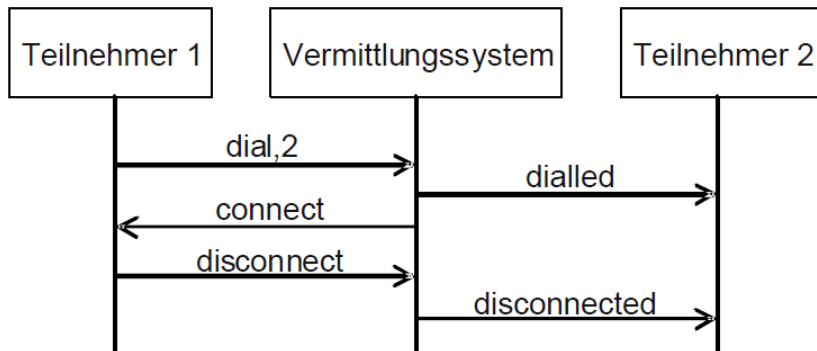 Teilnehmer 1
Vermittlungssystem
Teilnehmer 2
dial,2
dialled
connect
disconnect
disconnected